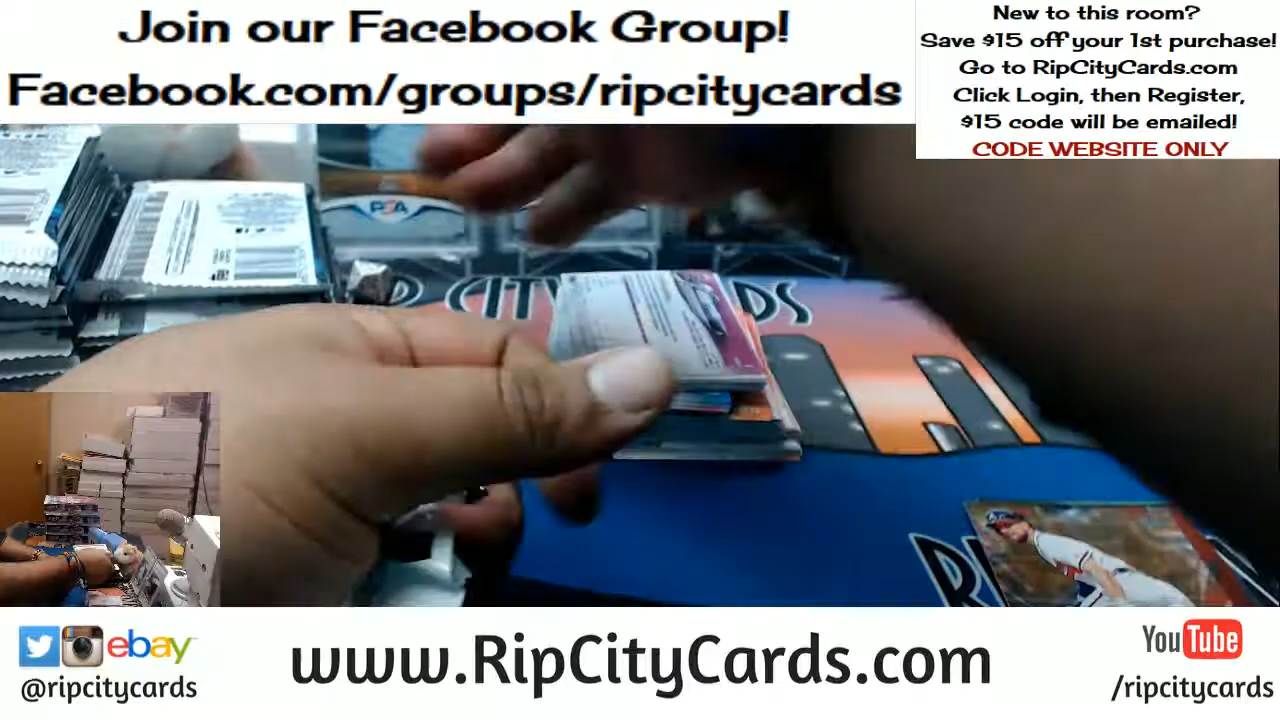 Join our Facebook Group!
Facebook.com/groups/ripcitycards
New to this room?
Save $15 off your 1st purchase!
Go to RipCityCards.com
Click Login, then Register,
$15 code will be emailed!
CODE WEBSITE ONLY
PSA
ebay
@ripcitycards
www.RipCityCards.com
YouTube
/ripcitycards